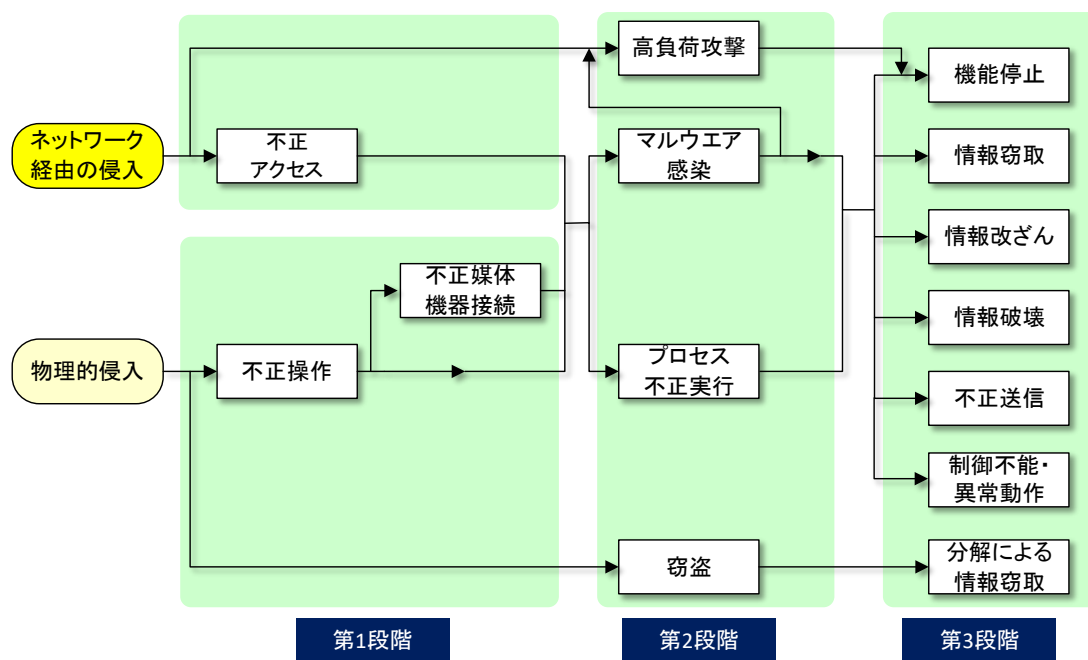 高負荷攻撃
機能停止
ネットワーク
経由の侵入
不正
アクセス
マルウエア
感染
情報窃取
情報改ざん
不正媒体
機器接続
情報破壊
物理的侵入
不正操作
プロセス
不正実行
不正送信
制御不能・
異常動作
窃盗
分解による
情報窃取
第1段階
第2段階
第3段階